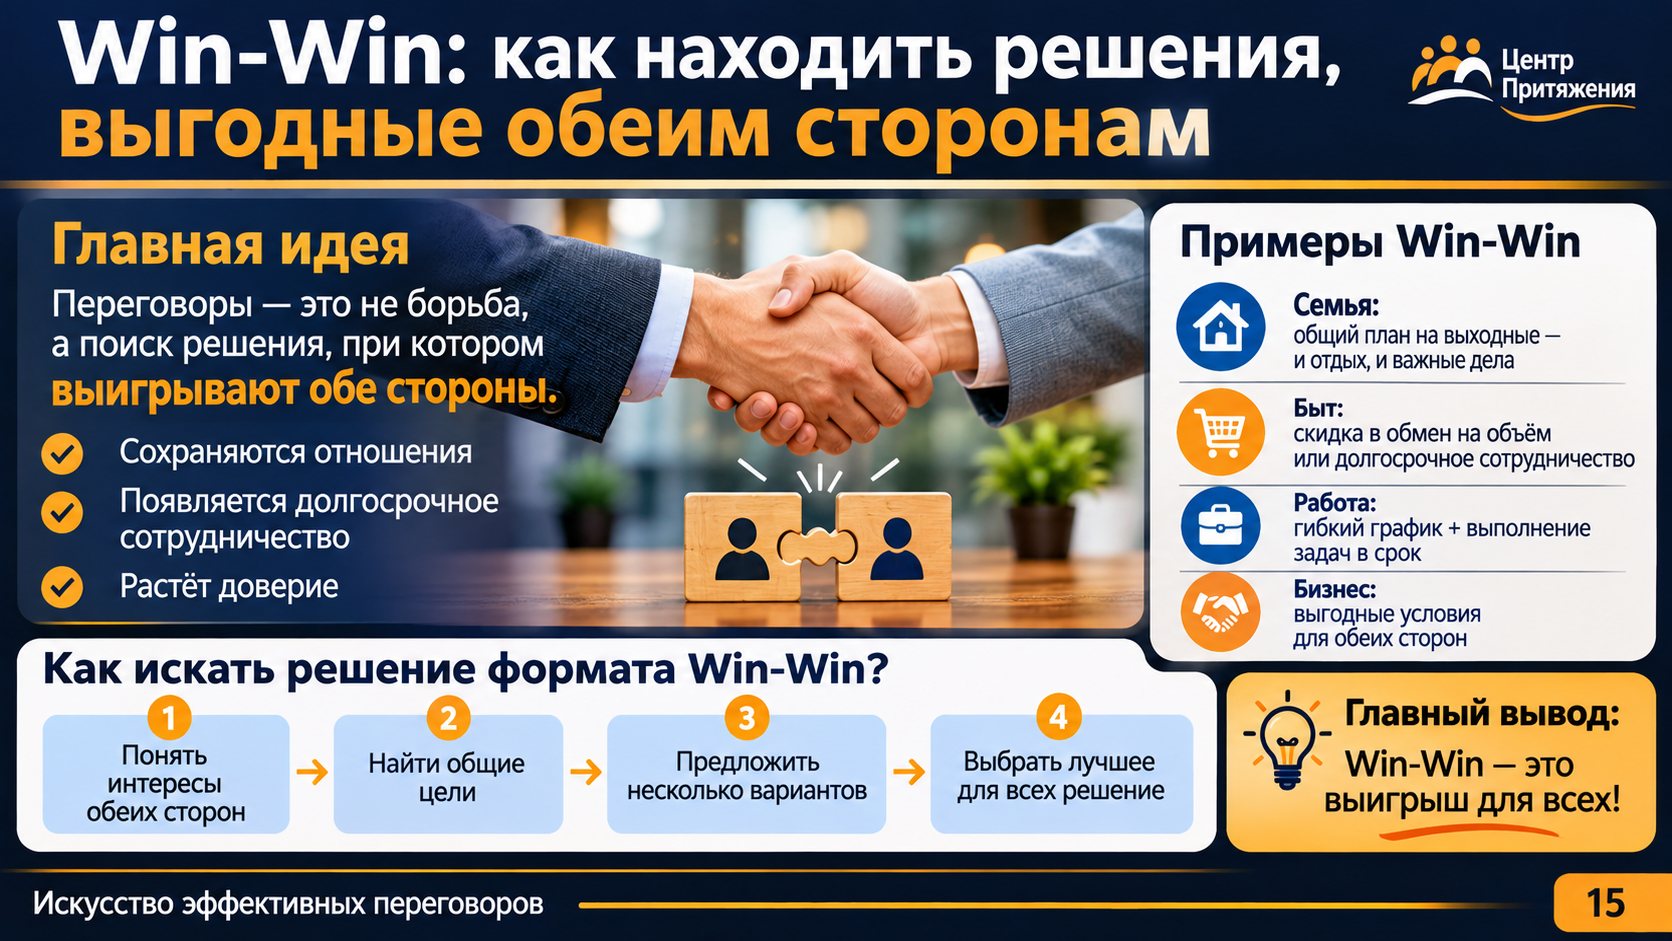 Win-Win: как находить решения,
выгодные обеим сторонам
Центр
Притяжения
Главная идея
Переговоры — это не борьба,
а поиск решения, при котором
выигрывают обе стороны.
Сохраняются отношения
Появляется долгосрочное
сотрудничество
Растёт доверие
Примеры Win-Win
Семья:
общий план на выходные —
и отдых, и важные дела
Быт:
скидка в обмен на объём
или долгосрочное сотрудничество
Работа:
гибкий график + выполнение
задач в срок
Бизнес:
выгодные условия
для обеих сторон
Как искать решение формата Win-Win?
1
Понять
интересы
обеих сторон
2
Найти общие
цели
3
Предложить
несколько вариантов
4
Выбрать лучшее
для всех решение
Главный вывод:
Win-Win — это
выигрыш для всех!
Искусство эффективных переговоров
15